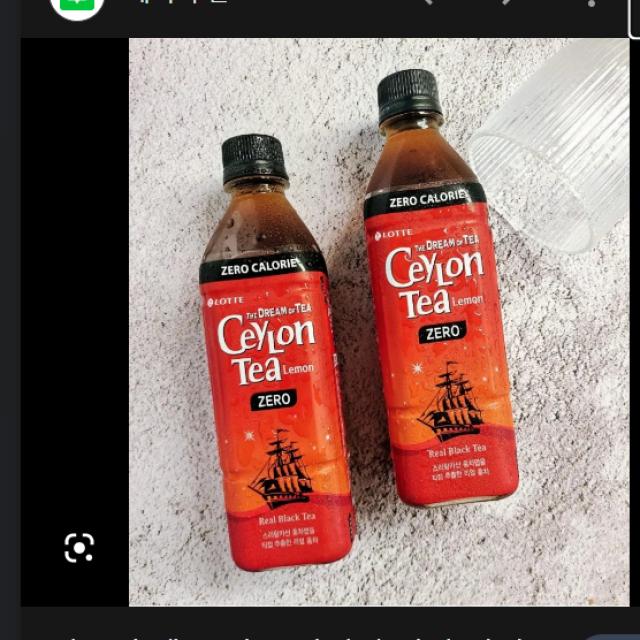 ZERO CALORIE
LOTTE
THE DREAM OF TEA
Ceylon
Tea Lemon
ZERO
Real Black Tea
스리랑카산 홍차잎을
직접 추출한 리얼 홍차
ZERO CALORIE
LOTTE
THE DREAM OF TEA
Ceylon
Tea Lemon
ZERO
Real Black Tea
스리랑카산 홍차잎을
직접 추출한 리얼 홍차